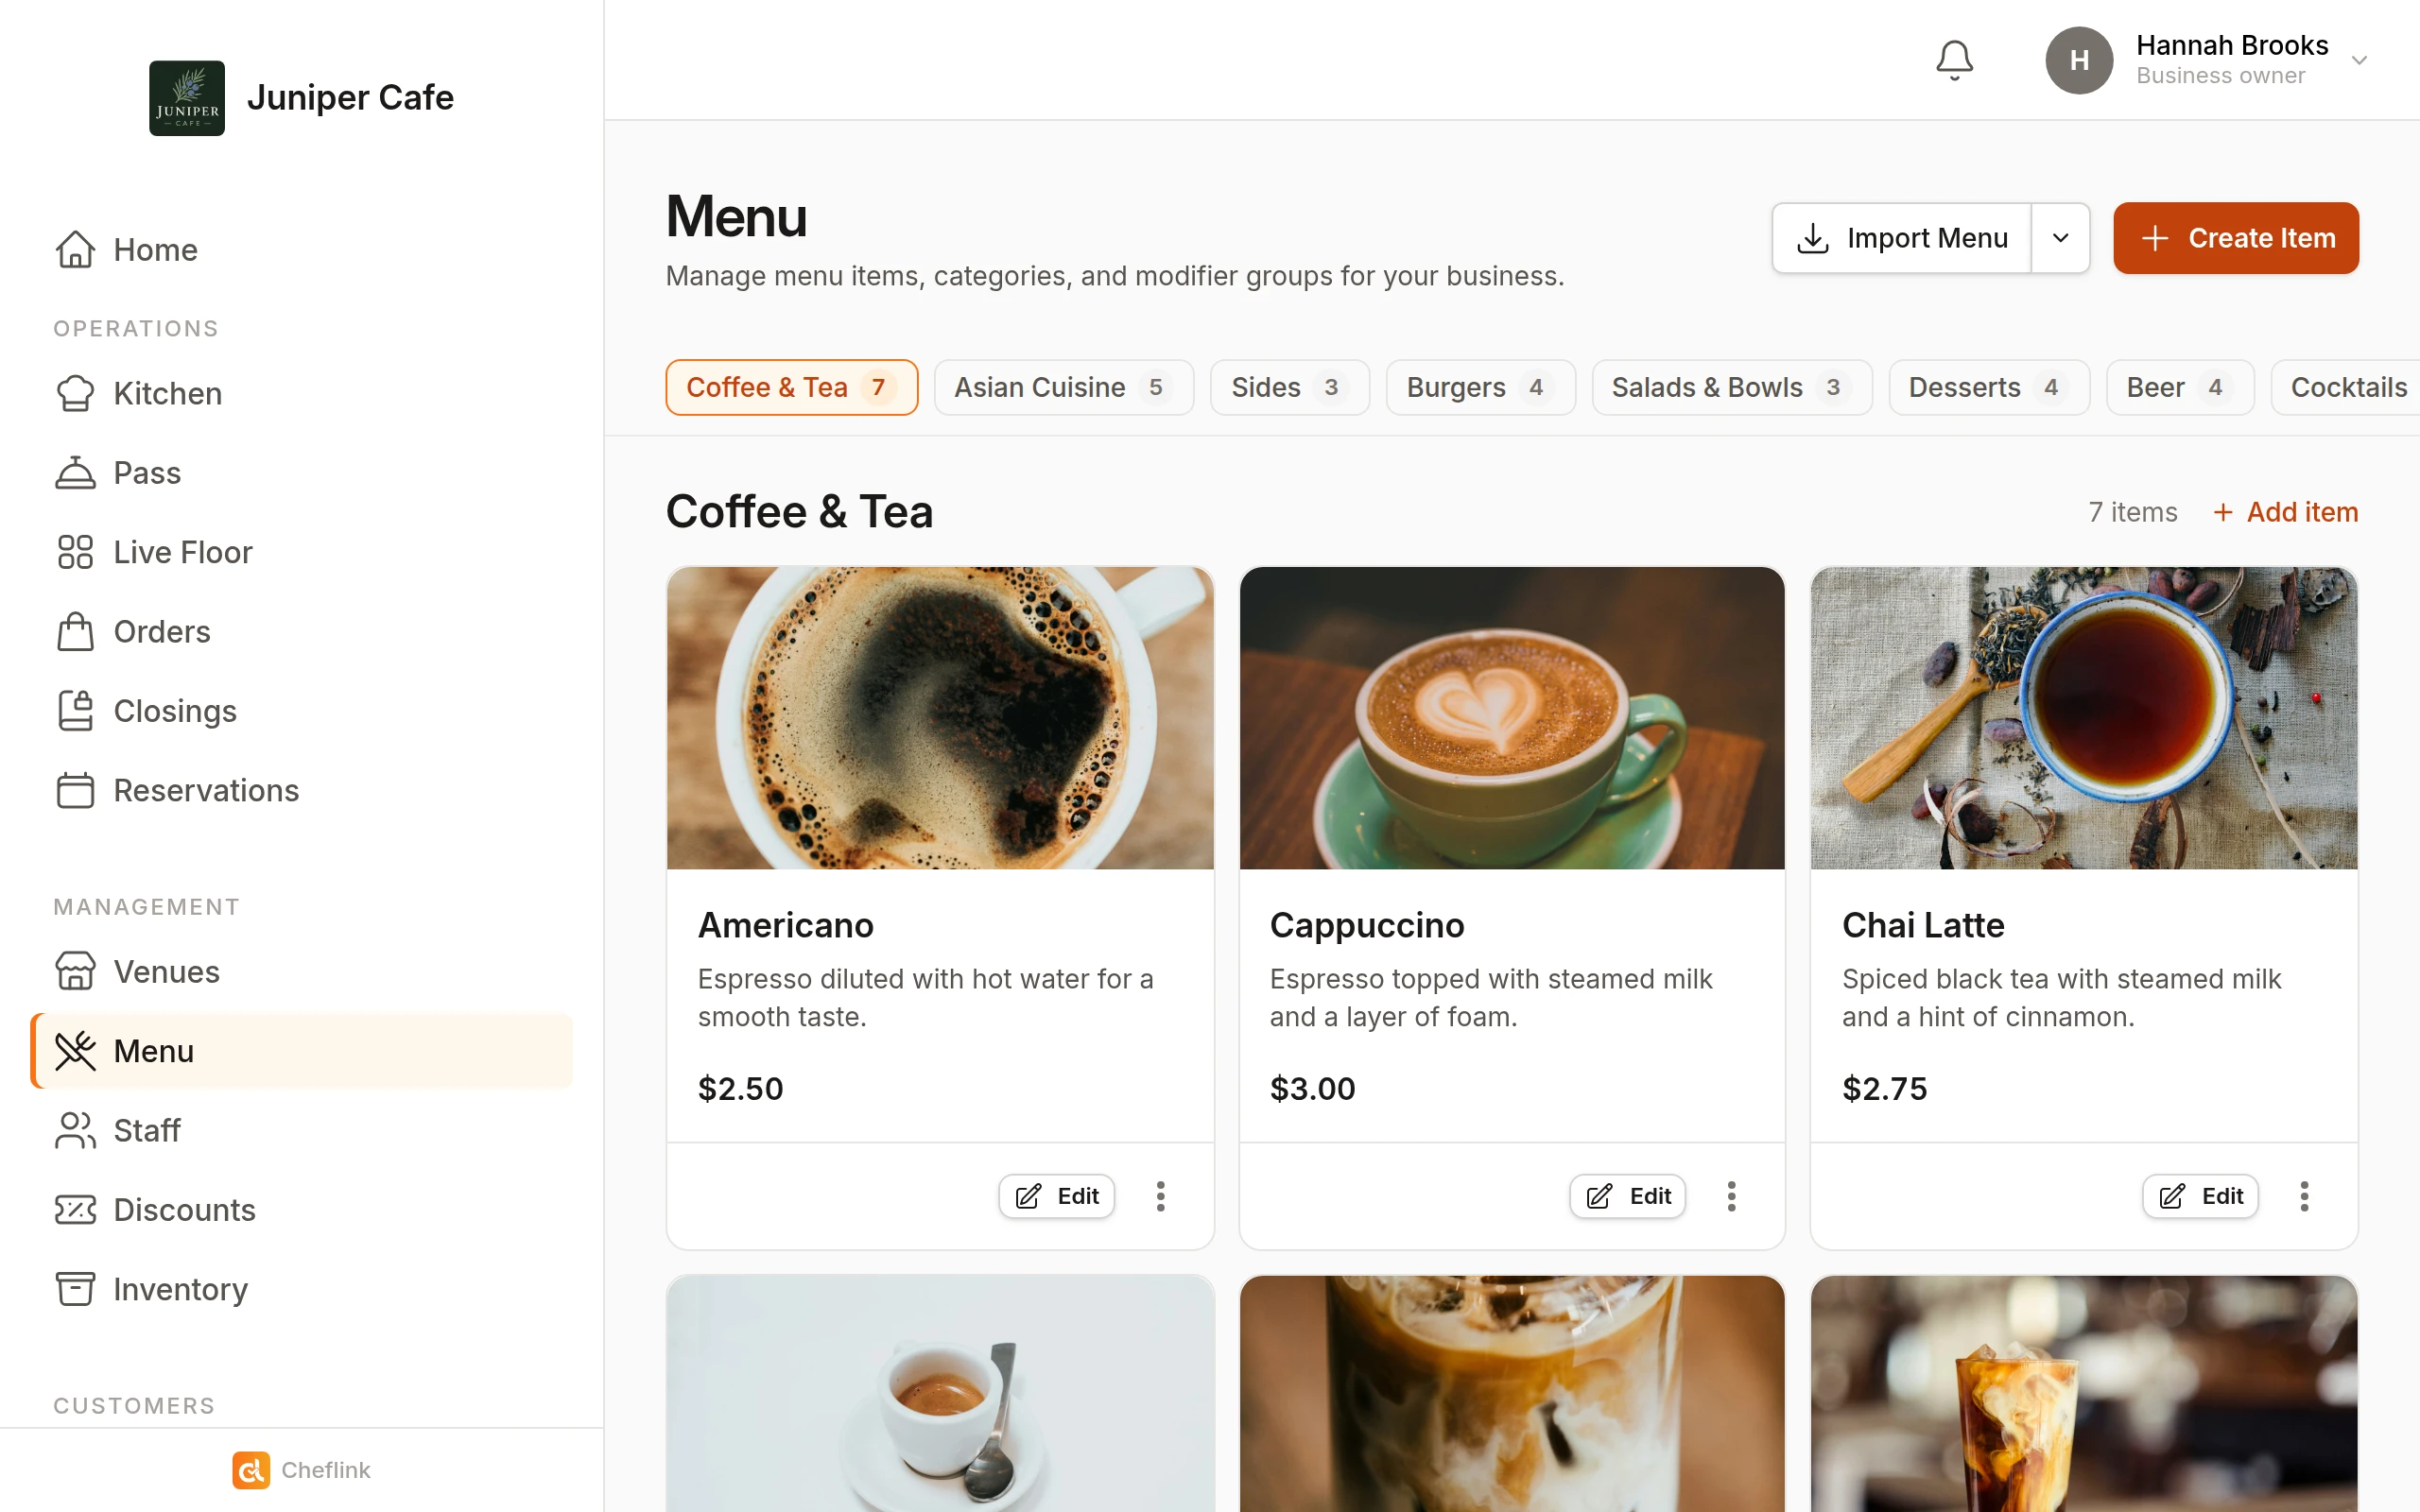 JUNIPER
CAFE
Juniper Cafe
Home
OPERATIONS
Kitchen
Pass
Live Floor
Orders
Closings
Reservations
MANAGEMENT
Venues
Menu
Staff
Discounts
Inventory
CUSTOMERS
Cheflink
H
Hannah Brooks
Business owner
Menu
Manage menu items, categories, and modifier groups for your business.
Import Menu
Create Item
Coffee & Tea 7
Asian Cuisine 5
Sides 3
Burgers 4
Salads & Bowls 3
Desserts 4
Beer 4
Cocktails
Coffee & Tea
7 items
Add item
Americano
Espresso diluted with hot water for a
smooth taste.
$2.50
Edit
Cappuccino
Espresso topped with steamed milk
and a layer of foam.
$3.00
Edit
Chai Latte
Spiced black tea with steamed milk
and a hint of cinnamon.
$2.75
Edit